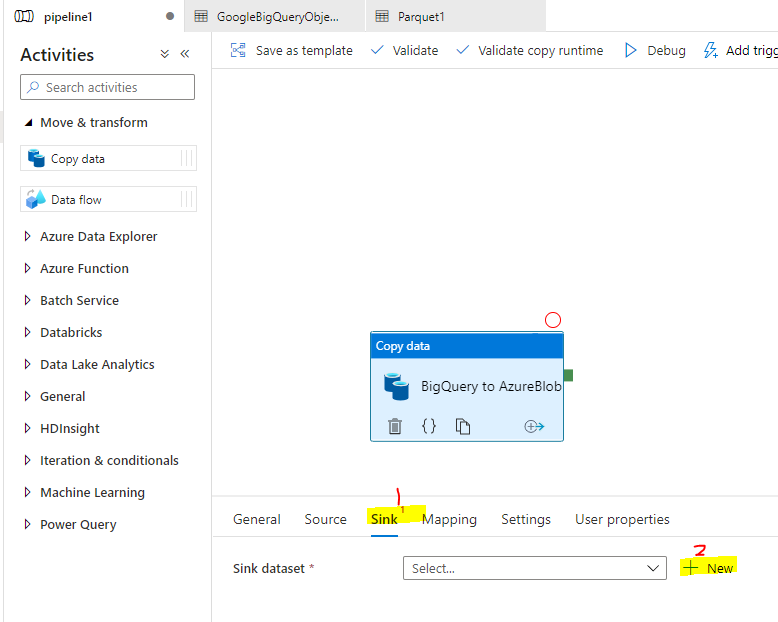 pipeline1
GoogleBigQueryObje...
Parquet1
Activities
Search activities
Move & transform
Copy data
Data flow
Azure Data Explorer
Azure Function
Batch Service
Databricks
Data Lake Analytics
General
HDInsight
Iteration & conditionals
Machine Learning
Power Query
Save as template
Validate
Validate copy runtime
Debug
Add trigg
Copy data
BigQuery to AzureBlob
{}
1
General
Source
Sink 1
Mapping
Settings
User properties
2
Sink dataset *
Select...
New